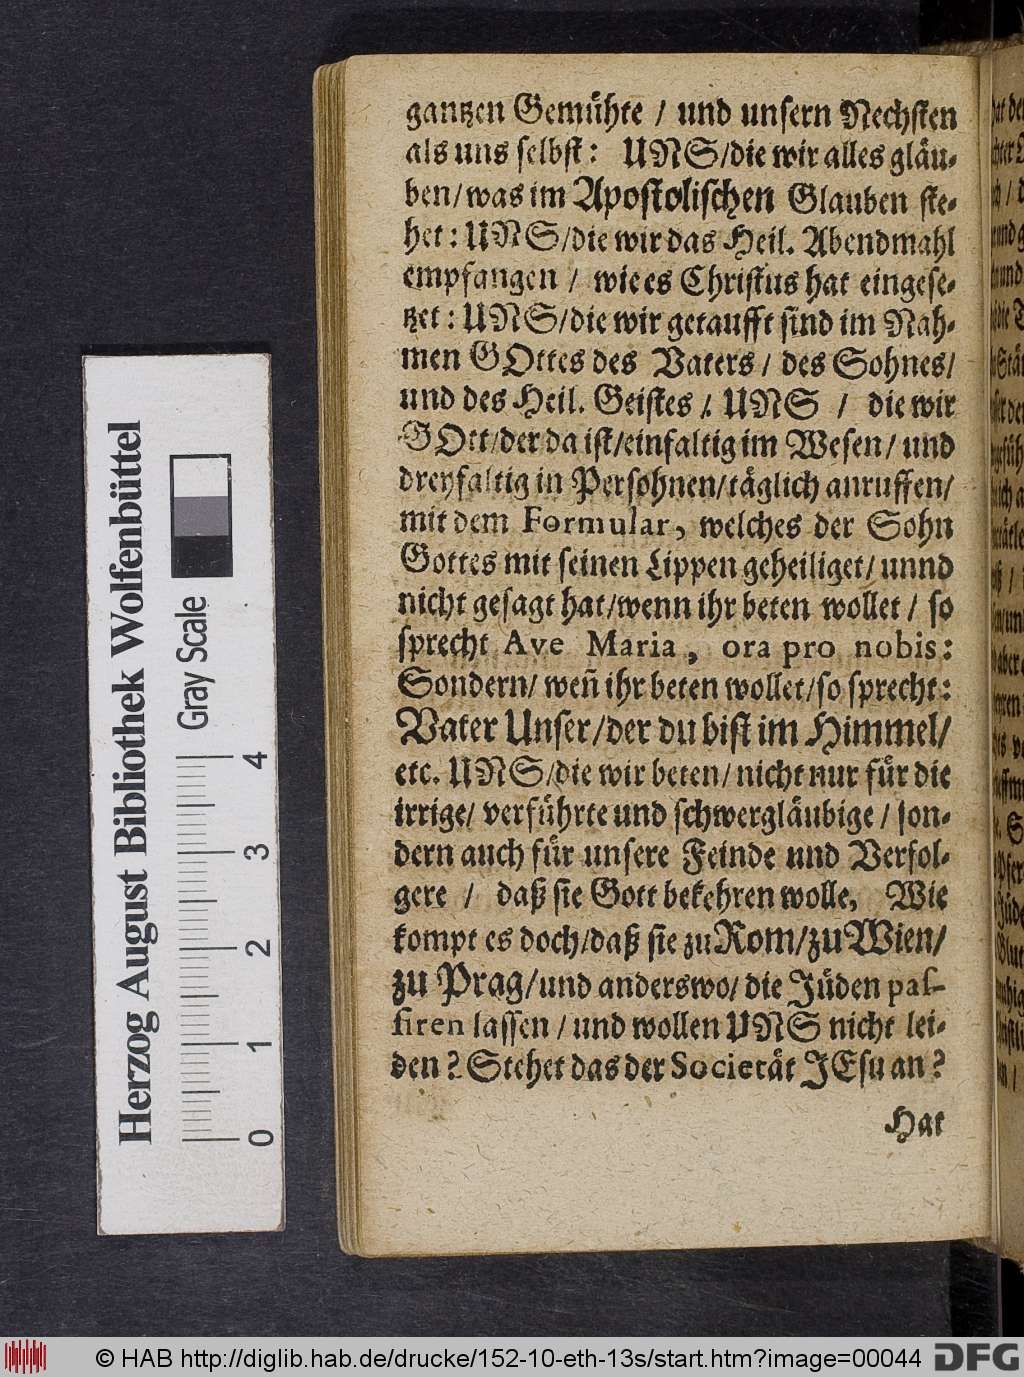 gantzen Gemühte / und unsern Nechsten
als uns selbst: UNS/die wir alles gläu-
ben/was im Apostolischen Glauben ste-
het: UNS/die wir das Heil. Abendmahl
empfangen / wie es Christus hat eingese-
tzet: UNS/die wir getaufft sind im Nah-
men GOttes des Vaters / des Sohnes/
und des Heil. Geistes /. UNS / die wir
GOtt/der da ist/einfaltig im Wesen/ und
dreyfaltig in Persohnen/täglich anruffen/
mit dem Formular, welches der Sohn
Gottes mit seinen Lippen geheiliget/ unnd
nicht gesagt hat/wenn ihr beten wollet / so
sprecht Ave Maria, ora pro nobis:
Sondern/ weñ ihr beten wollet/so sprecht:
Vater Unser/der du bist im Himmel/
etc. UNS/die wir beten/ nicht nur für die
irrige/ verführte und schwergläubige / son-
dern auch für unsere Feinde und Verfol-
gere / daß sie Gott bekehren wolle, Wie
kompt es doch/daß sie zu Rom/zu Wien/
zu Prag/und anderswo/ die Jüden pas-
siren lassen / und wollen UNS nicht lei-
den? Stehet das der Societät JEsu an?
Hat
Herzog August Bibliothek Wolfenbüttel
Gray Scale
0 1 2 3 4
© HAB http://diglib.hab.de/drucke/152-10-eth-13s/start.htm?image=00044
DFG